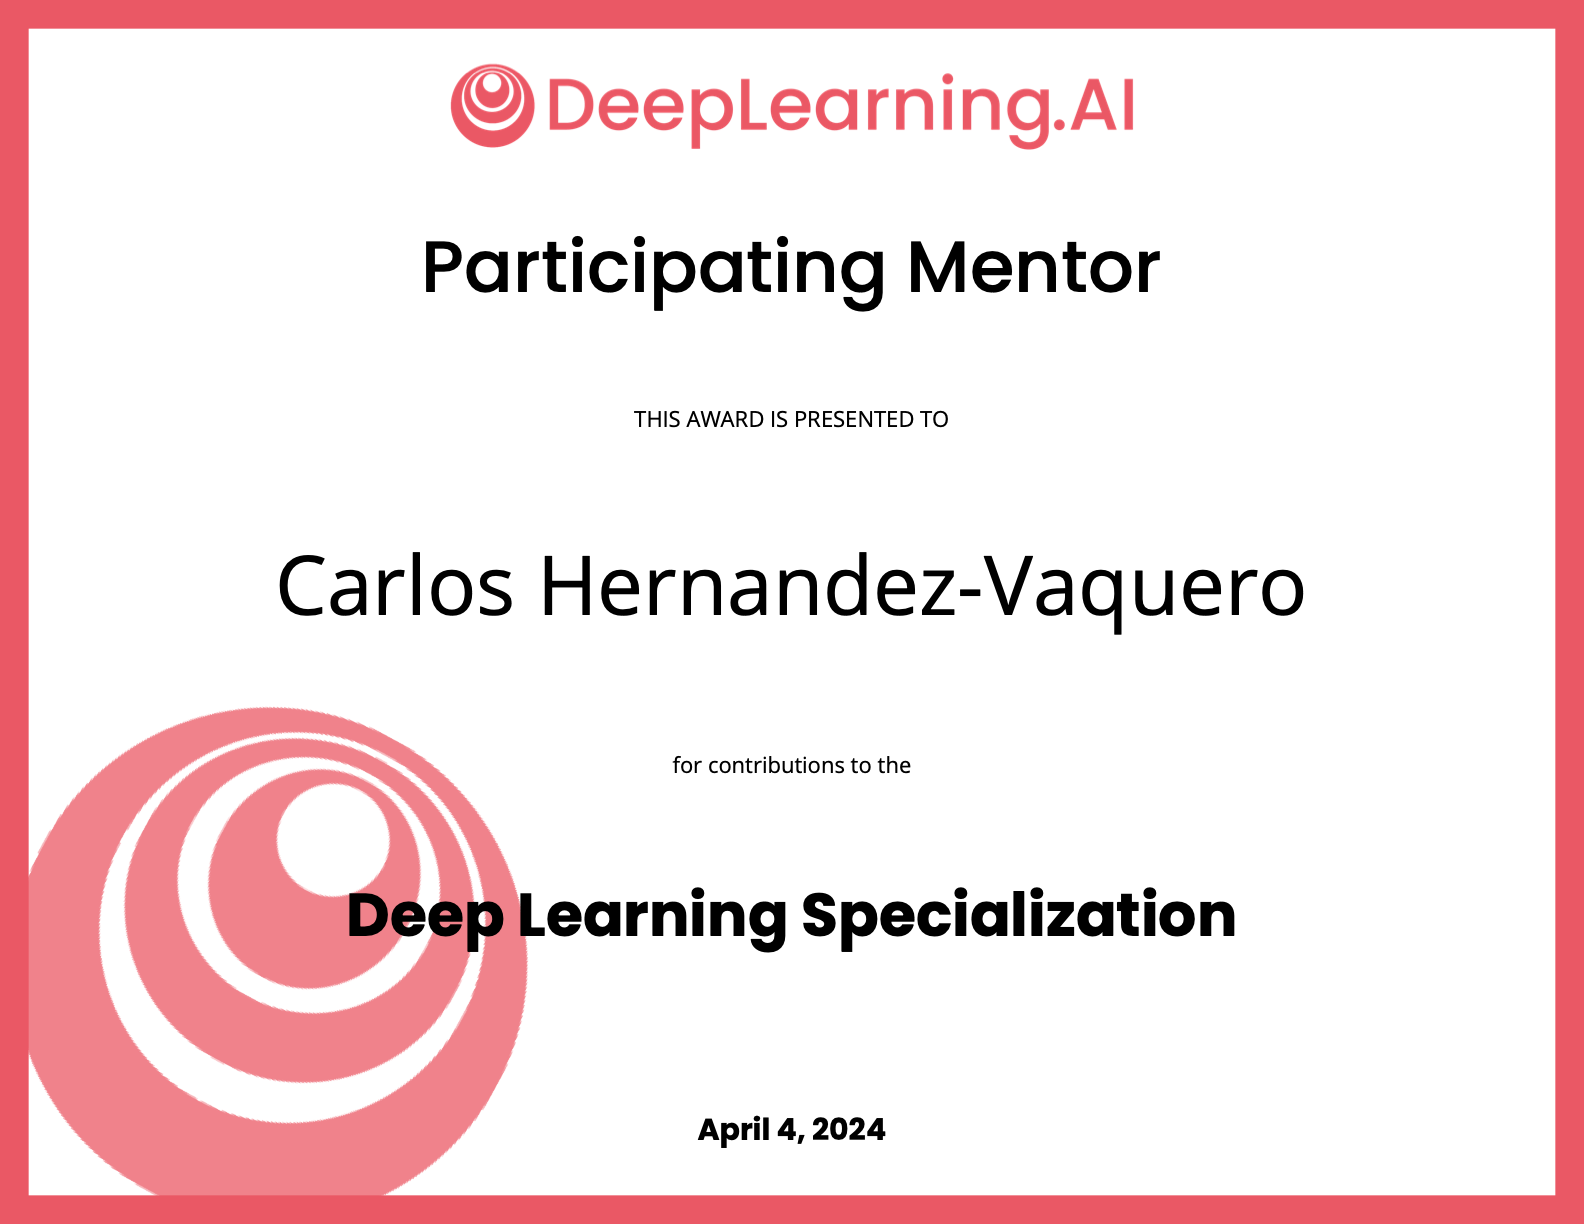 DeepLearning.AI
Participating Mentor
THIS AWARD IS PRESENTED TO
Carlos Hernandez-Vaquero
for contributions to the
Deep Learning Specialization
April 4, 2024